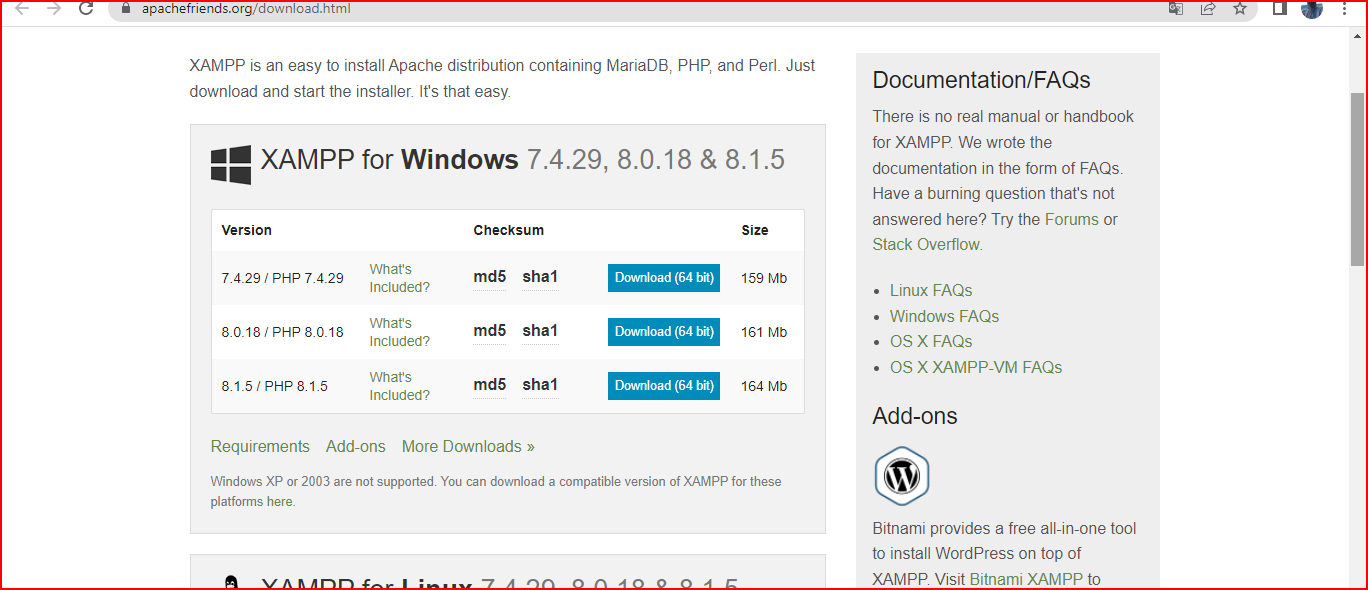 apachefriends.org/download.html
XAMPP is an easy to install Apache distribution containing MariaDB, PHP, and Perl. Just
download and start the installer. It's that easy.
XAMPP for Windows 7.4.29, 8.0.18 & 8.1.5
Version Checksum Size
7.4.29 / PHP 7.4.29 What's Included? md5 sha1 Download (64 bit) 159 Mb
8.0.18 / PHP 8.0.18 What's Included? md5 sha1 Download (64 bit) 161 Mb
8.1.5 / PHP 8.1.5 What's Included? md5 sha1 Download (64 bit) 164 Mb
Requirements Add-ons More Downloads »
Windows XP or 2003 are not supported. You can download a compatible version of XAMPP for these
platforms here.
XAMPP for Linux 7.4.29, 8.0.18 & 8.1.5
Documentation/FAQs
There is no real manual or handbook
for XAMPP. We wrote the
documentation in the form of FAQs.
Have a burning question that's not
answered here? Try the Forums or
Stack Overflow.
Linux FAQs
Windows FAQs
OS X FAQs
OS X XAMPP-VM FAQs
Add-ons
Bitnami provides a free all-in-one tool
to install WordPress on top of
XAMPP. Visit Bitnami XAMPP to